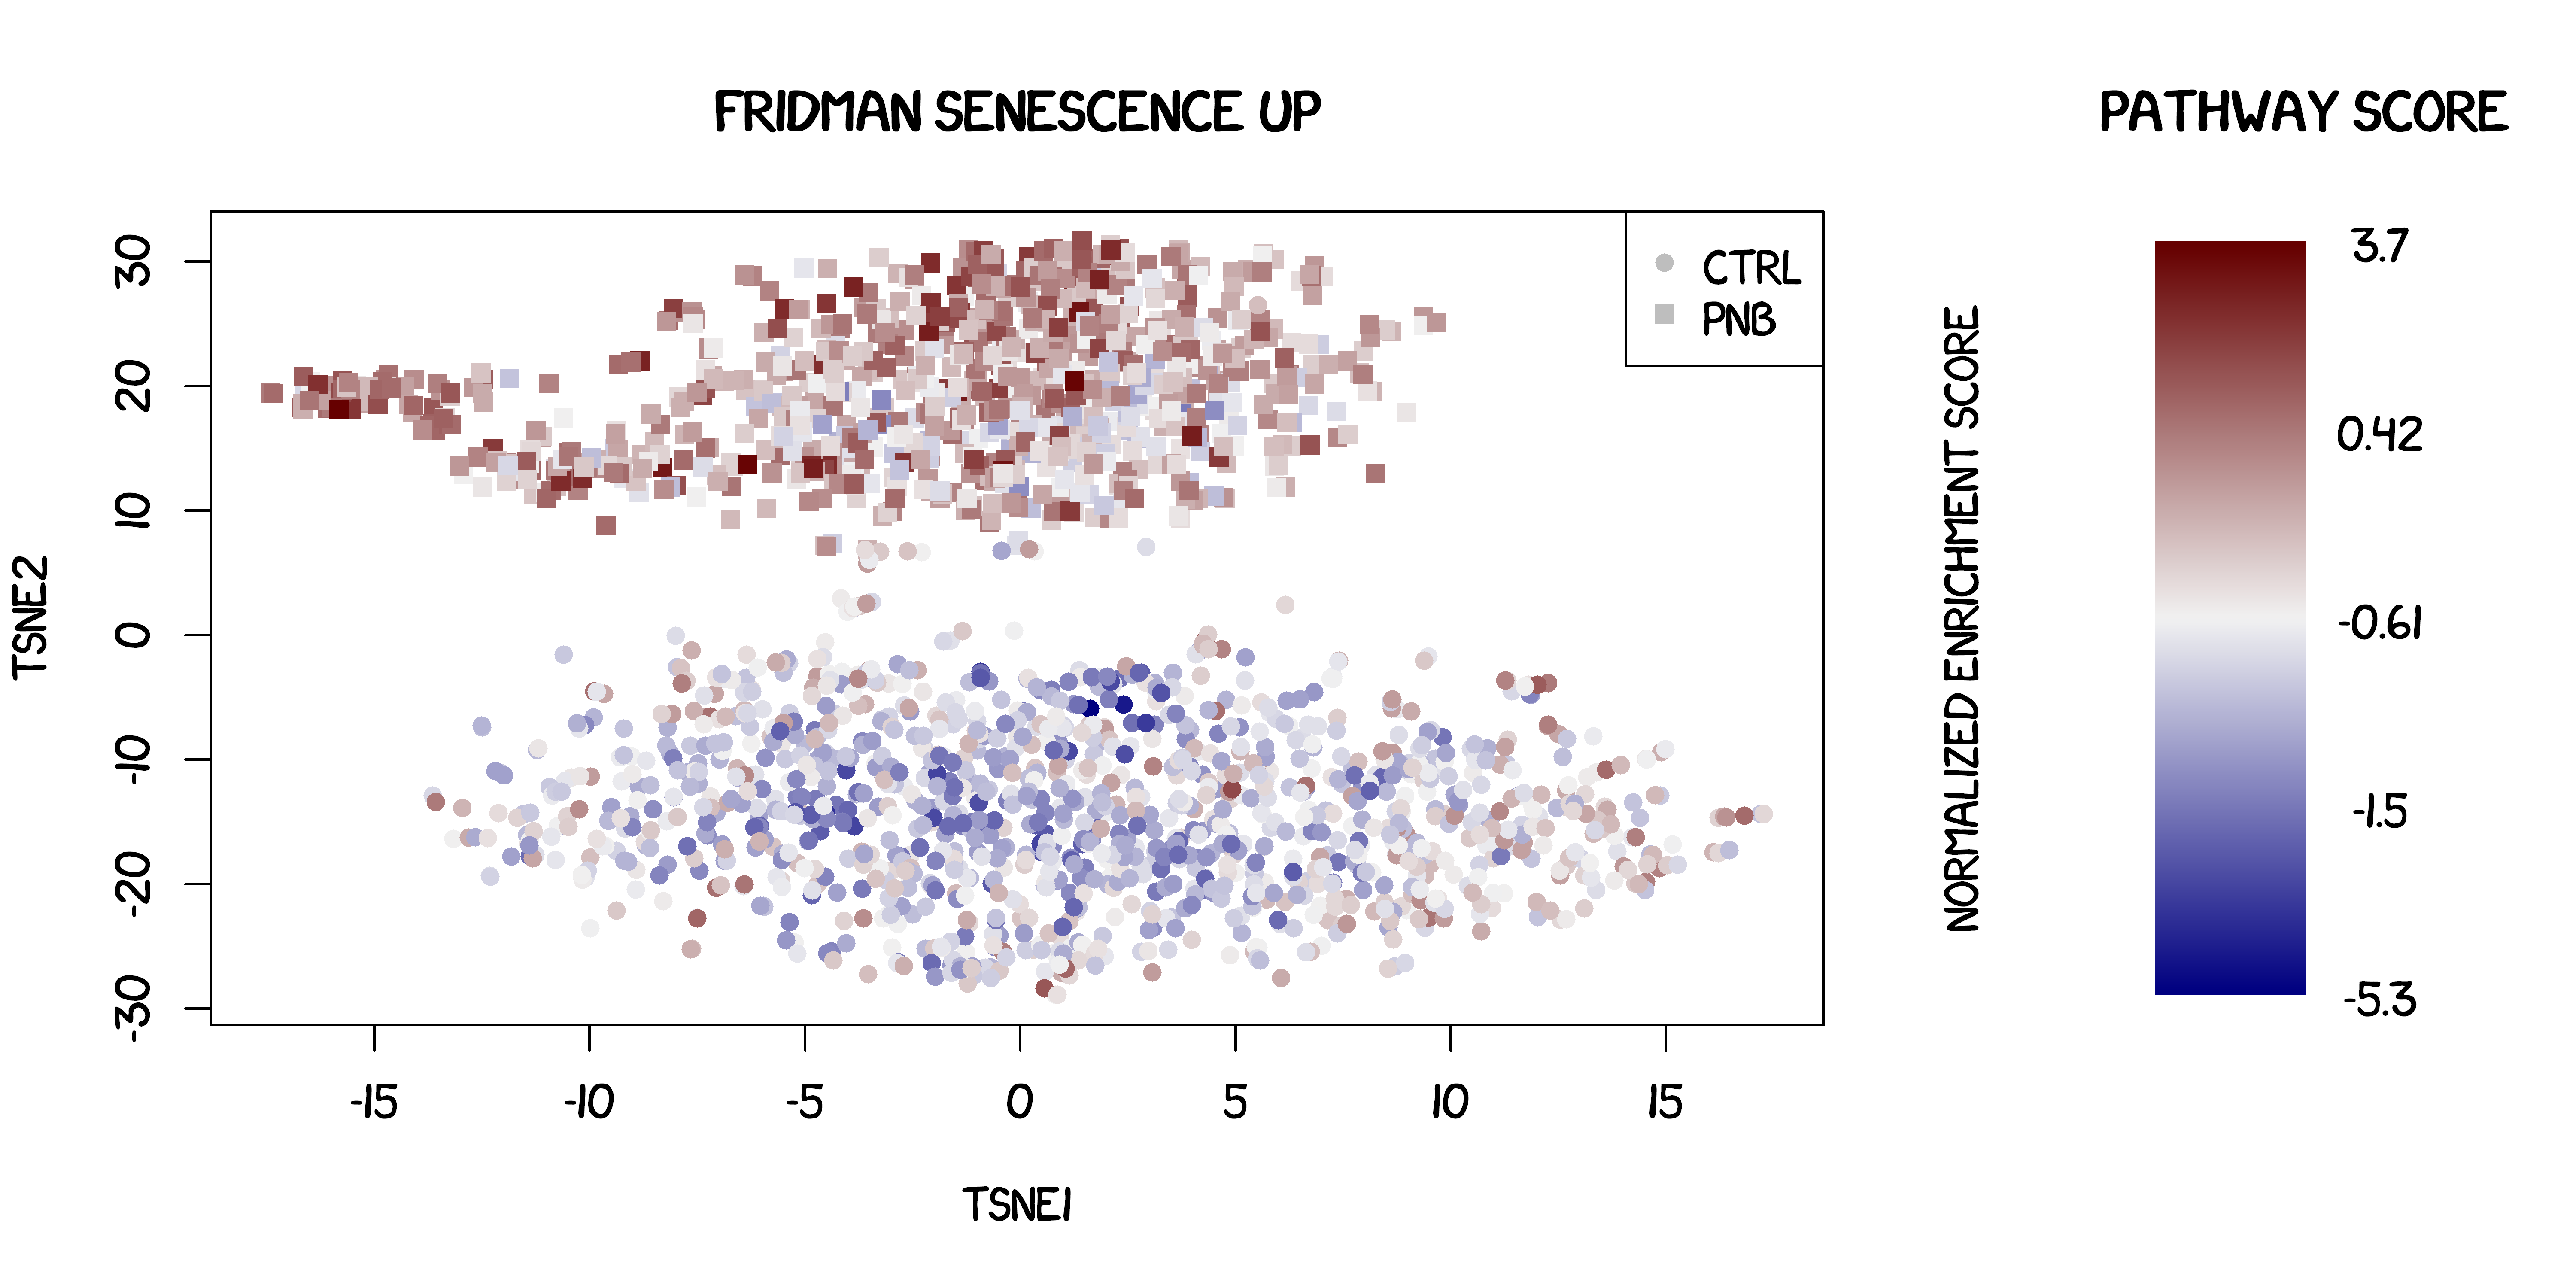 FRIDMAN SENESCENCE UP
PATHWAY SCORE
CTRL
PNB
TSNE2
30
20
10
0
-10
-20
-30
-15
-10
-5
0
5
10
15
TSNE1
NORMALIZED ENRICHMENT SCORE
3.7
0.42
-0.61
-1.5
-5.3